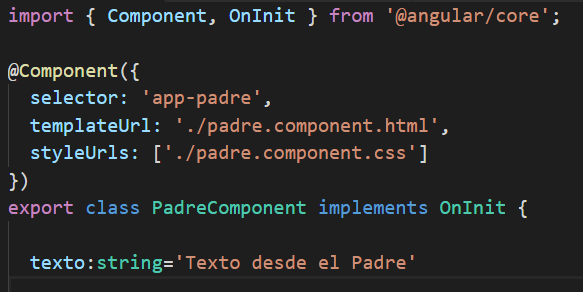 import { Component, OnInit } from '@angular/core';
@Component({
  selector: 'app-padre',
  templateUrl: './padre.component.html',
  styleUrls: ['./padre.component.css']
})
export class PadreComponent implements OnInit {
  texto:string='Texto desde el Padre'